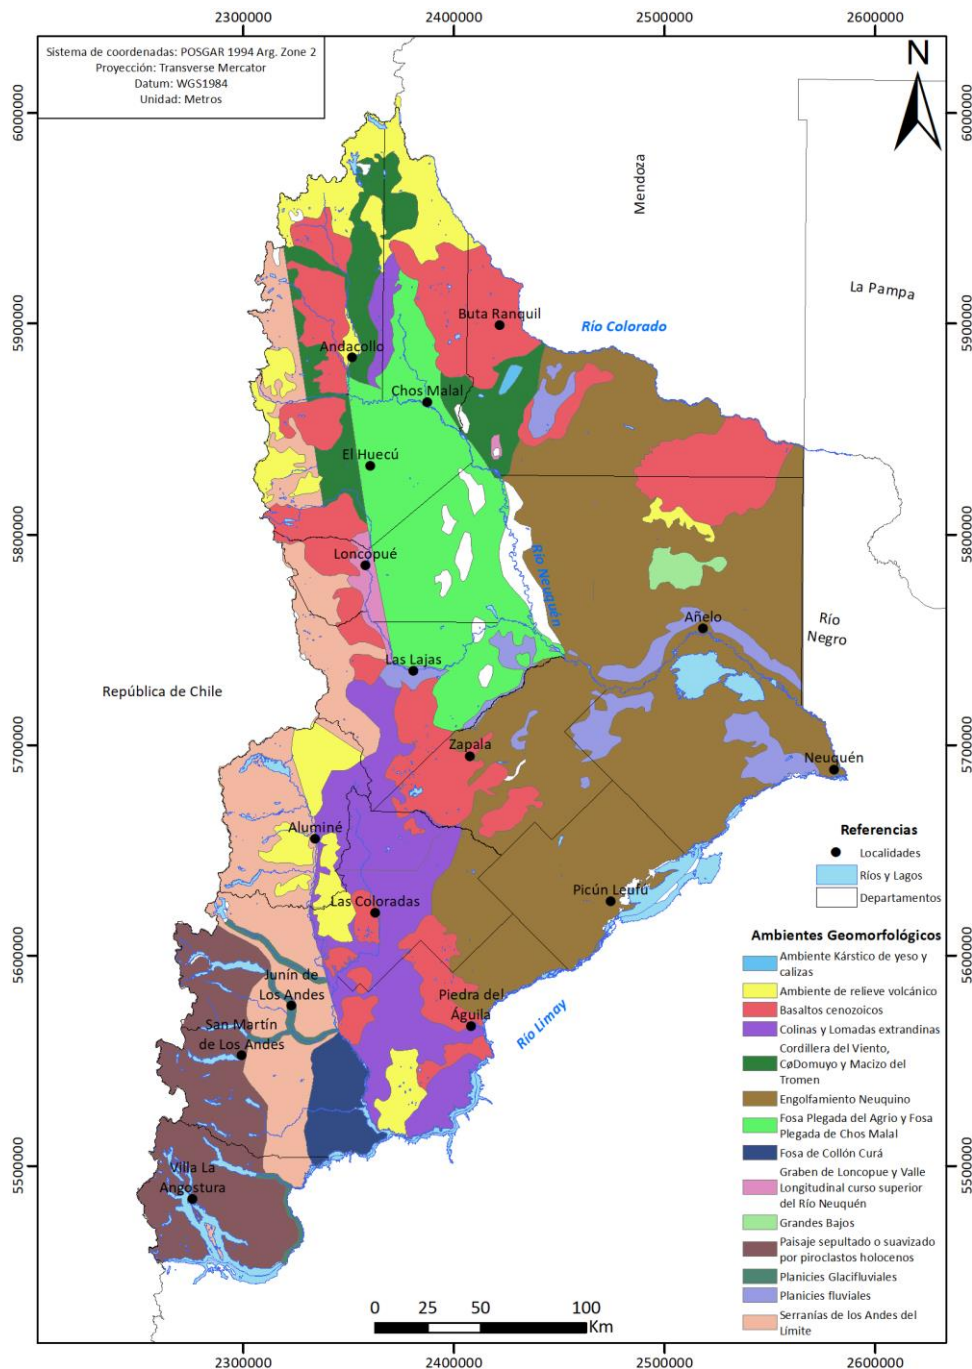 2300000
2400000
2500000
2600000
Sistema de coordenadas: POSGAR 1994 Arg. Zone 2
Proyección: Transverse Mercator
Datum: WGS1984
Unidad: Metros
N
6000000
6000000
Mendoza
La Pampa
Buta Ranquil
Río Colorado
5900000
5900000
Andacollo
Chos Malal
El Huecú
5800000
5800000
Loncopué
Río Neuquén
Añelo
Río
Negro
Las Lajas
República de Chile
5700000
5700000
Zapala
Neuquén
Aluminé
Las Coloradas
Picún Leufú
5600000
5600000
Junín de
Los Andes
Piedra del
Águila
San Martín
de Los Andes
Río Limay
5500000
5500000
Villa La
Angostura
Referencias
Localidades
Ríos y Lagos
Departamentos
Ambientes Geomorfológicos
Ambiente Kárstico de yeso y
calizas
Ambiente de relieve volcánico
Basaltos cenozoicos
Colinas y Lomadas extrandinas
Cordillera del Viento,
CøDomuyo y Macizo del
Tromen
Engolfamiento Neuquino
Fosa Plegada del Agrio y Fosa
Plegada de Chos Malal
Fosa de Collón Curá
Graben de Loncopue y Valle
Longitudinal curso superior
del Río Neuquén
Grandes Bajos
Paisaje sepultado o suavizado
por piroclastos holocenos
Planicies Glacifluviales
Planicies fluviales
Serranías de los Andes del
Límite
0 25 50 100
Km
2300000
2400000
2500000
2600000